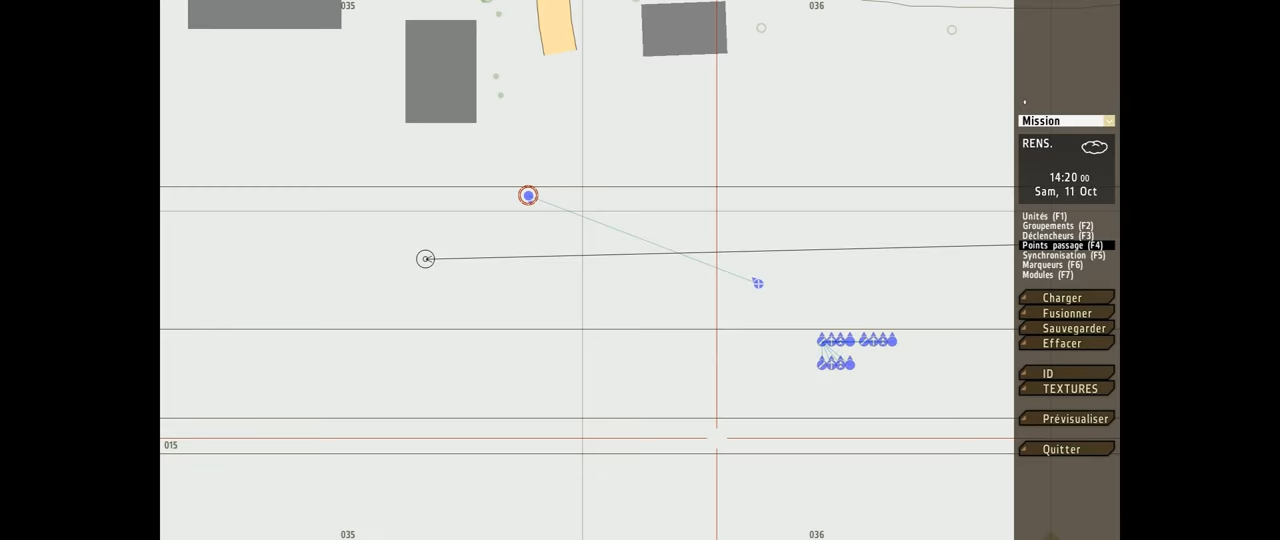 035
036
Mission
RENS.
14:20 00
Sam, 11 Oct
Unités (F1)
Groupements (F2)
Déclencheurs (F3)
Points passage (F4)
Synchronisation (F5)
Marqueurs (F6)
Modules (F7)
Charger
Fusionner
Sauvegarder
Effacer
ID
TEXTURES
Prévisualiser
015
Quitter
035
036